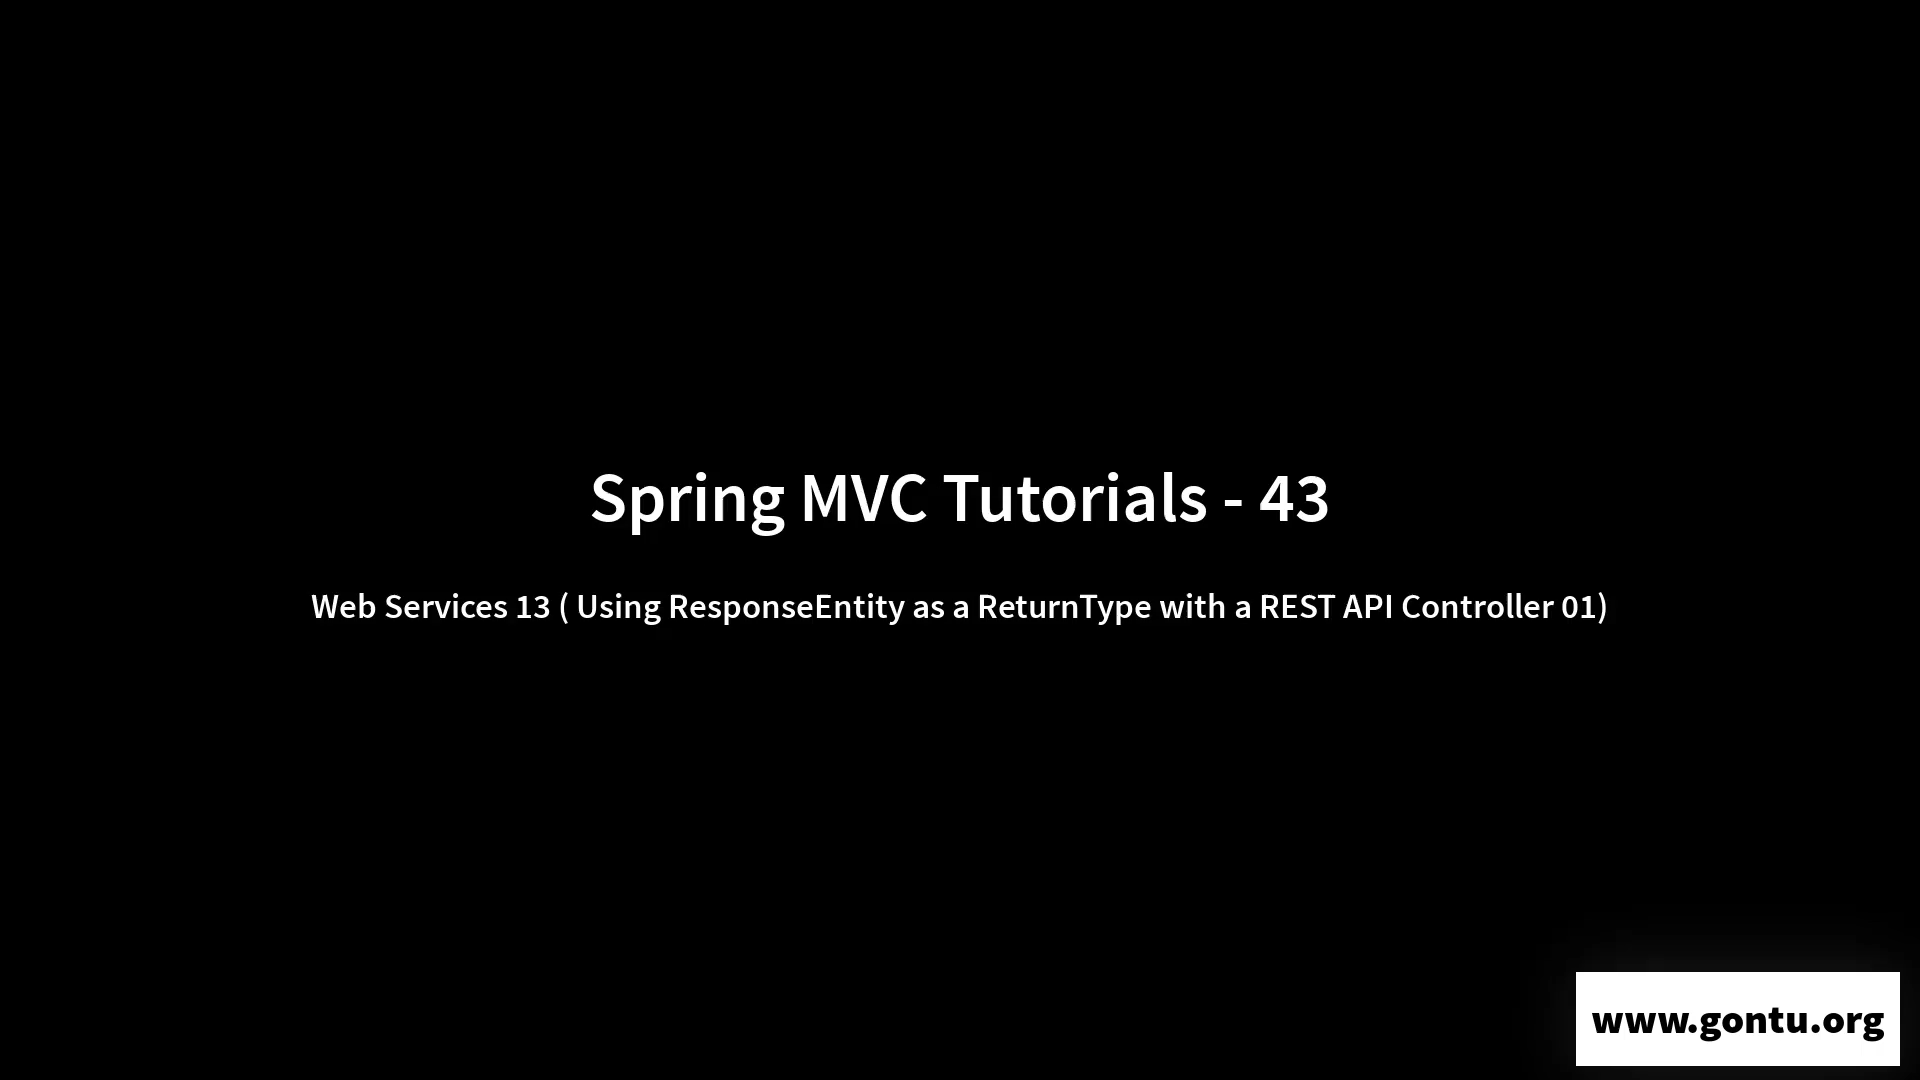 Spring MVC Tutorials - 43
Web Services 13 ( Using ResponseEntity as a ReturnType with a REST API Controller 01)
www.gontu.org